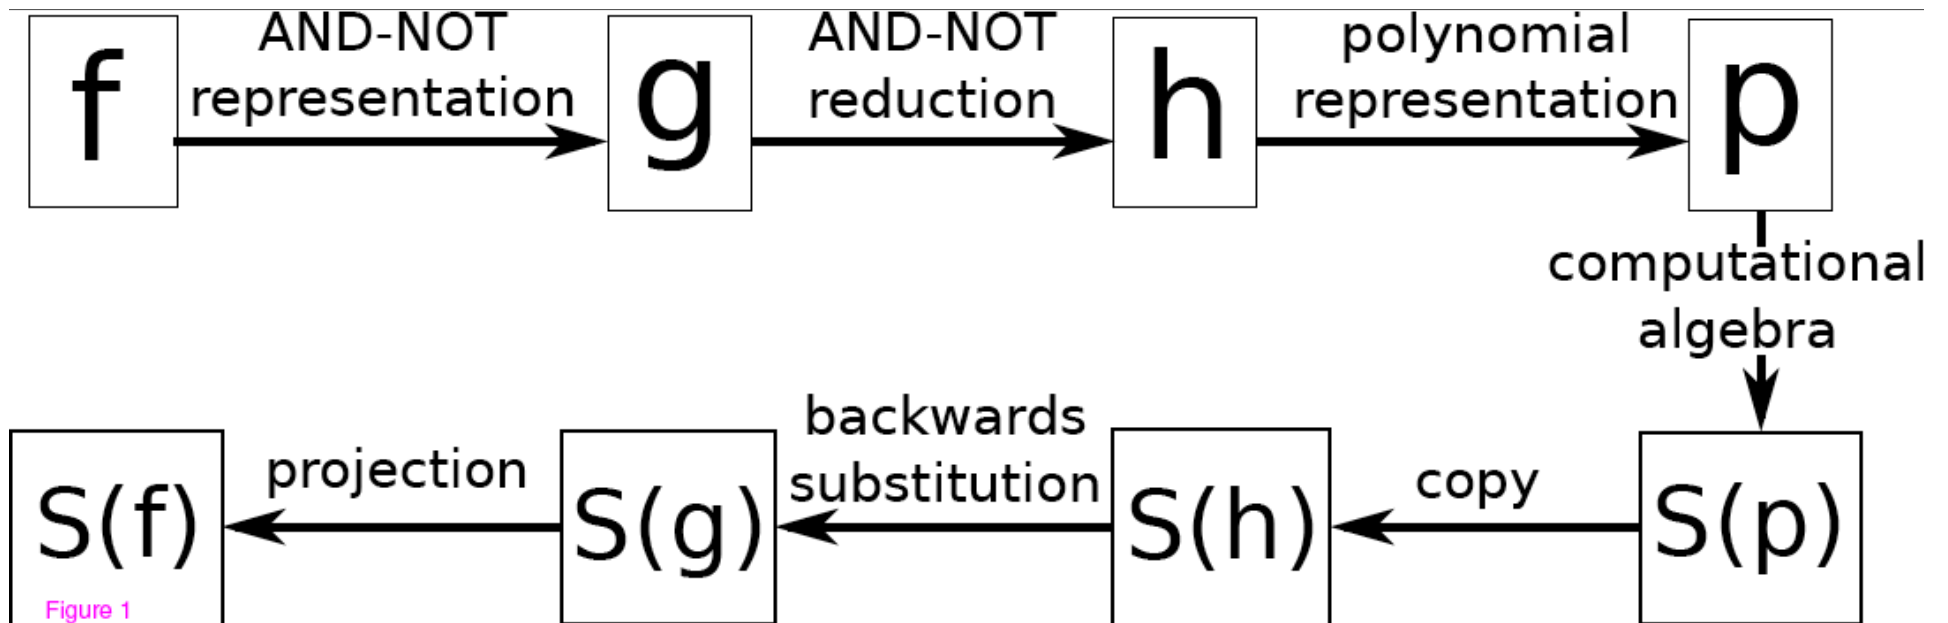 f
AND-NOT
representation
g
AND-NOT
reduction
h
polynomial
representation
p
computational
algebra
S(f)
projection
S(g)
backwards
substitution
S(h)
copy
S(p)
Figure 1